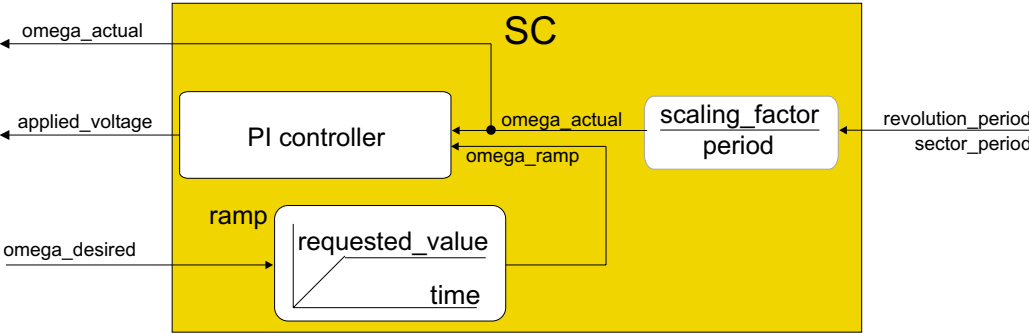 SC
omega_actual
applied_voltage
PI controller
omega_actual
scaling_factor
period
revolution_period
sector_period
omega_ramp
ramp
omega_desired
requested_value
time